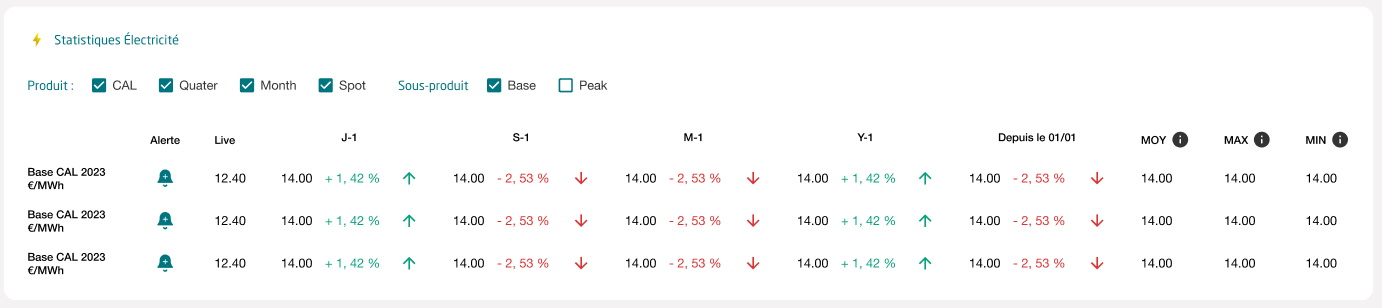 Statistiques Électricité
Produit : CAL Quater Month Spot Sous-produit Base Peak
Alerte Live J-1 S-1 M-1 Y-1 Depuis le 01/01 MOY i MAX i MIN i
Base CAL 2023
€/MWh
12.40 14.00 + 1, 42 % 14.00 - 2, 53 % 14.00 - 2, 53 % 14.00 + 1, 42 % 14.00 - 2, 53 % 14.00 14.00 14.00
Base CAL 2023
€/MWh
12.40 14.00 + 1, 42 % 14.00 - 2, 53 % 14.00 - 2, 53 % 14.00 + 1, 42 % 14.00 - 2, 53 % 14.00 14.00 14.00
Base CAL 2023
€/MWh
12.40 14.00 + 1, 42 % 14.00 - 2, 53 % 14.00 - 2, 53 % 14.00 + 1, 42 % 14.00 - 2, 53 % 14.00 14.00 14.00